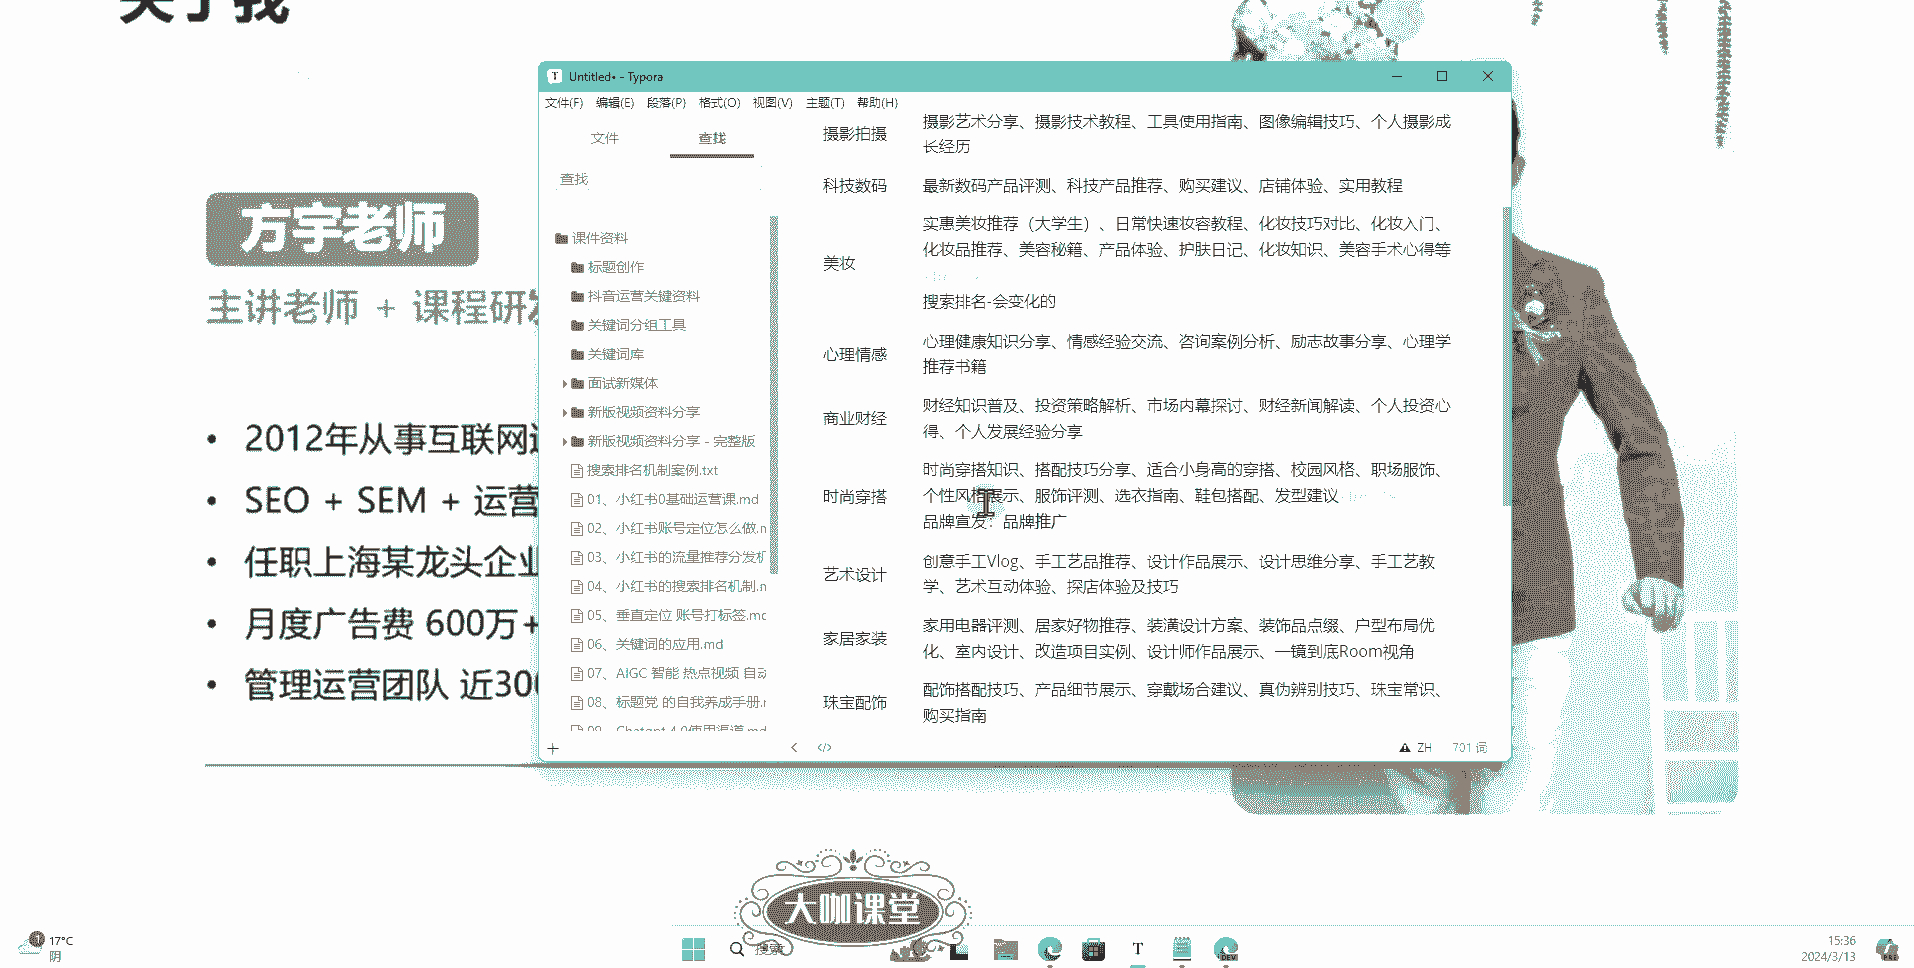 关于我
方宇老师
主讲老师 + 课程研发
2012年从事互联网
SEO + SEM + 运营
任职上海某龙头企业
月度广告费 600万+
管理运营团队 近300
Untitled• - Typora
文件(F) 编辑(E) 段落(P) 格式(O) 视图(V) 主题(T) 帮助(H)
文件 查找
查找
课件资料
标题创作
抖音运营关键资料
关键词分组工具
关键词库
面试新媒体
新版视频资料分享
新版视频资料分享 - 完整版
搜索排名机制案例.txt
01、小红书0基础运营课.md
02、小红书账号定位怎么做.m
03、小红书的流量推荐分发机
04、小红书的搜索排名机制.m
05、垂直定位 账号打标签.md
06、关键词的应用.md
07、AIGC 智能 热点视频 自动
08、标题党 的自我养成手册.m
09、Chatgpt 4.0使用渠道.md
摄影拍摄
摄影艺术分享、摄影技术教程、工具使用指南、图像编辑技巧、个人摄影成
长经历
科技数码
最新数码产品评测、科技产品推荐、购买建议、店铺体验、实用教程
美妆
实惠美妆推荐（大学生）、日常快速妆容教程、化妆技巧对比、化妆入门、
化妆品推荐、美容秘籍、产品体验、护肤日记、化妆知识、美容手术心得等
搜索排名-会变化的
心理情感
心理健康知识分享、情感经验交流、咨询案例分析、励志故事分享、心理学
推荐书籍
商业财经
财经知识普及、投资策略解析、市场内幕探讨、财经新闻解读、个人投资心
得、个人发展经验分享
时尚穿搭
时尚穿搭知识、搭配技巧分享、适合小身高的穿搭、校园风格、职场服饰、
个性风格展示、服饰评测、选衣指南、鞋包搭配、发型建议
品牌宣发：品牌推广
艺术设计
创意手工Vlog、手工艺品推荐、设计作品展示、设计思维分享、手工艺教
学、艺术互动体验、探店体验及技巧
家居家装
家用电器评测、居家好物推荐、装潢设计方案、装饰品点缀、户型布局优
化、室内设计、改造项目实例、设计师作品展示、一镜到底Room视角
珠宝配饰
配饰搭配技巧、产品细节展示、穿戴场合建议、真伪辨别技巧、珠宝常识、
购买指南
ZH 701 词
大咖课堂
17°C
阴
搜索
DEV
15:36
2024/3/13
PRE